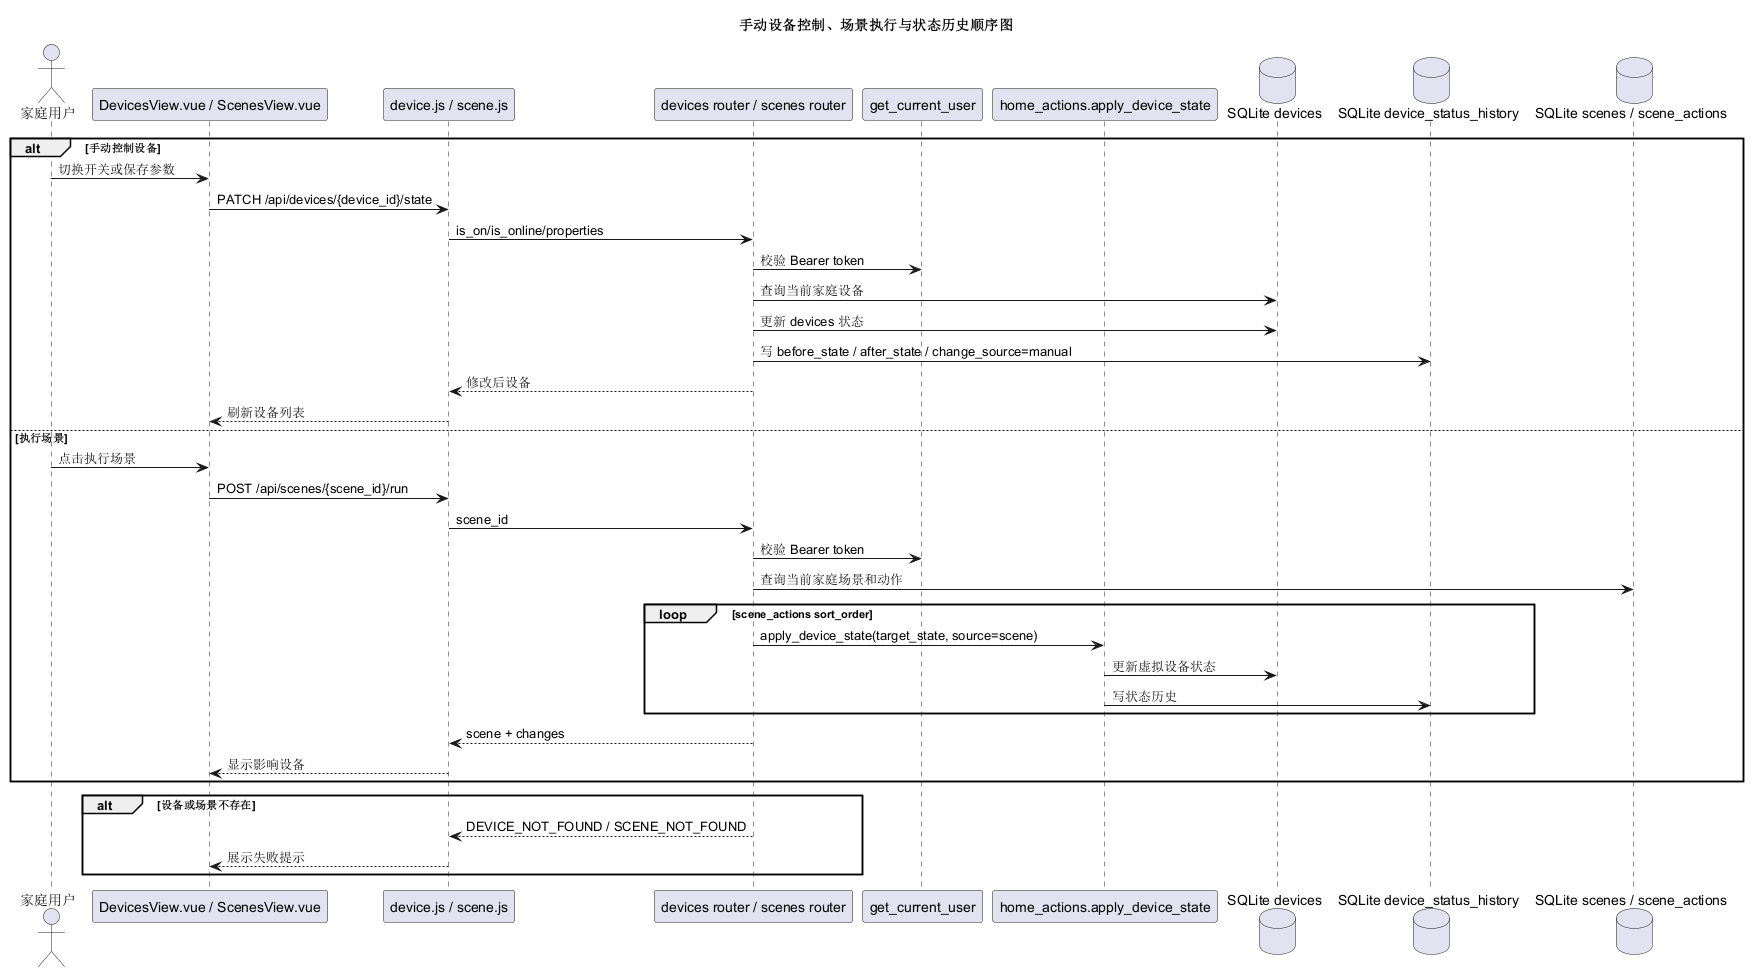 手动设备控制、场景执行与状态历史顺序图
家庭用户
DevicesView.vue / ScenesView.vue
device.js / scene.js
devices router / scenes router
get_current_user
home_actions.apply_device_state
SQLite devices
SQLite device_status_history
SQLite scenes / scene_actions
alt [手动控制设备]
切换开关或保存参数
PATCH /api/devices/{device_id}/state
is_on/is_online/properties
校验 Bearer token
查询当前家庭设备
更新 devices 状态
写 before_state / after_state / change_source=manual
修改后设备
刷新设备列表
[执行场景]
点击执行场景
POST /api/scenes/{scene_id}/run
scene_id
校验 Bearer token
查询当前家庭场景和动作
loop [scene_actions sort_order]
apply_device_state(target_state, source=scene)
更新虚拟设备状态
写状态历史
scene + changes
显示影响设备
alt [设备或场景不存在]
DEVICE_NOT_FOUND / SCENE_NOT_FOUND
展示失败提示
家庭用户
DevicesView.vue / ScenesView.vue
device.js / scene.js
devices router / scenes router
get_current_user
home_actions.apply_device_state
SQLite devices
SQLite device_status_history
SQLite scenes / scene_actions